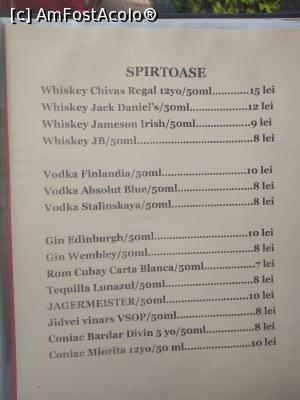 [c] AmFostAcolo®
SPIRTOASE
Whiskey Chivas Regal 12yo/50ml............15 lei
Whiskey Jack Daniel's/50ml...............12 lei
Whiskey Jameson Irish/50ml...............9 lei
Whiskey JB/50ml..............................8 lei
Vodka Finlandia/50ml......................10 lei
Vodka Absolut Blue/50ml...................8 lei
Vodka Stalinskaya/50ml.....................8 lei
Gin Edinburgh/50ml.........................10 lei
Gin Wembley/50ml............................8 lei
Rom Cubay Carta Blanca/50ml............7 lei
Tequilla Lunazul/50ml.......................8 lei
JAGERMEISTER/50ml.....................10 lei
Jidvei vinars VSOP/50ml....................8 lei
Coniac Bardar Divin 5 yo/50ml............8 lei
Coniac Miorita 12yo/50 ml................10 lei